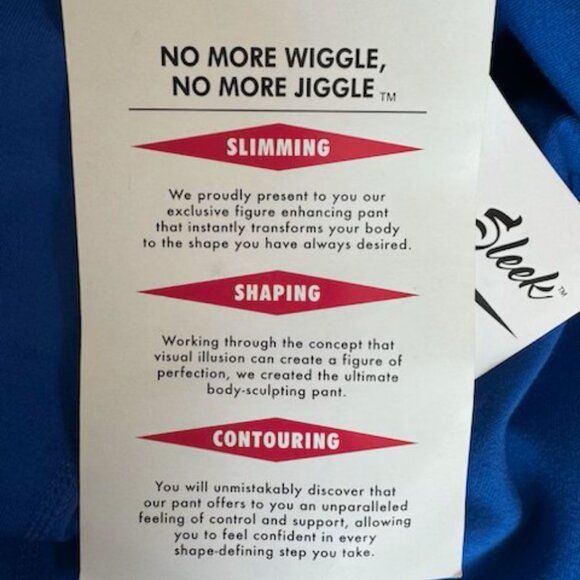 NO MORE WIGGLE,
NO MORE JIGGLE TM
SLIMMING
We proudly present to you our
exclusive figure enhancing pant
that instantly transforms your body
to the shape you have always desired.
Sleek TM
SHAPING
Working through the concept that
visual illusion can create a figure of
perfection, we created the ultimate
body-sculpting pant.
CONTOURING
You will unmistakably discover that
our pant offers to you an unparalleled
feeling of control and support, allowing
you to feel confident in every
shape-defining step you take.